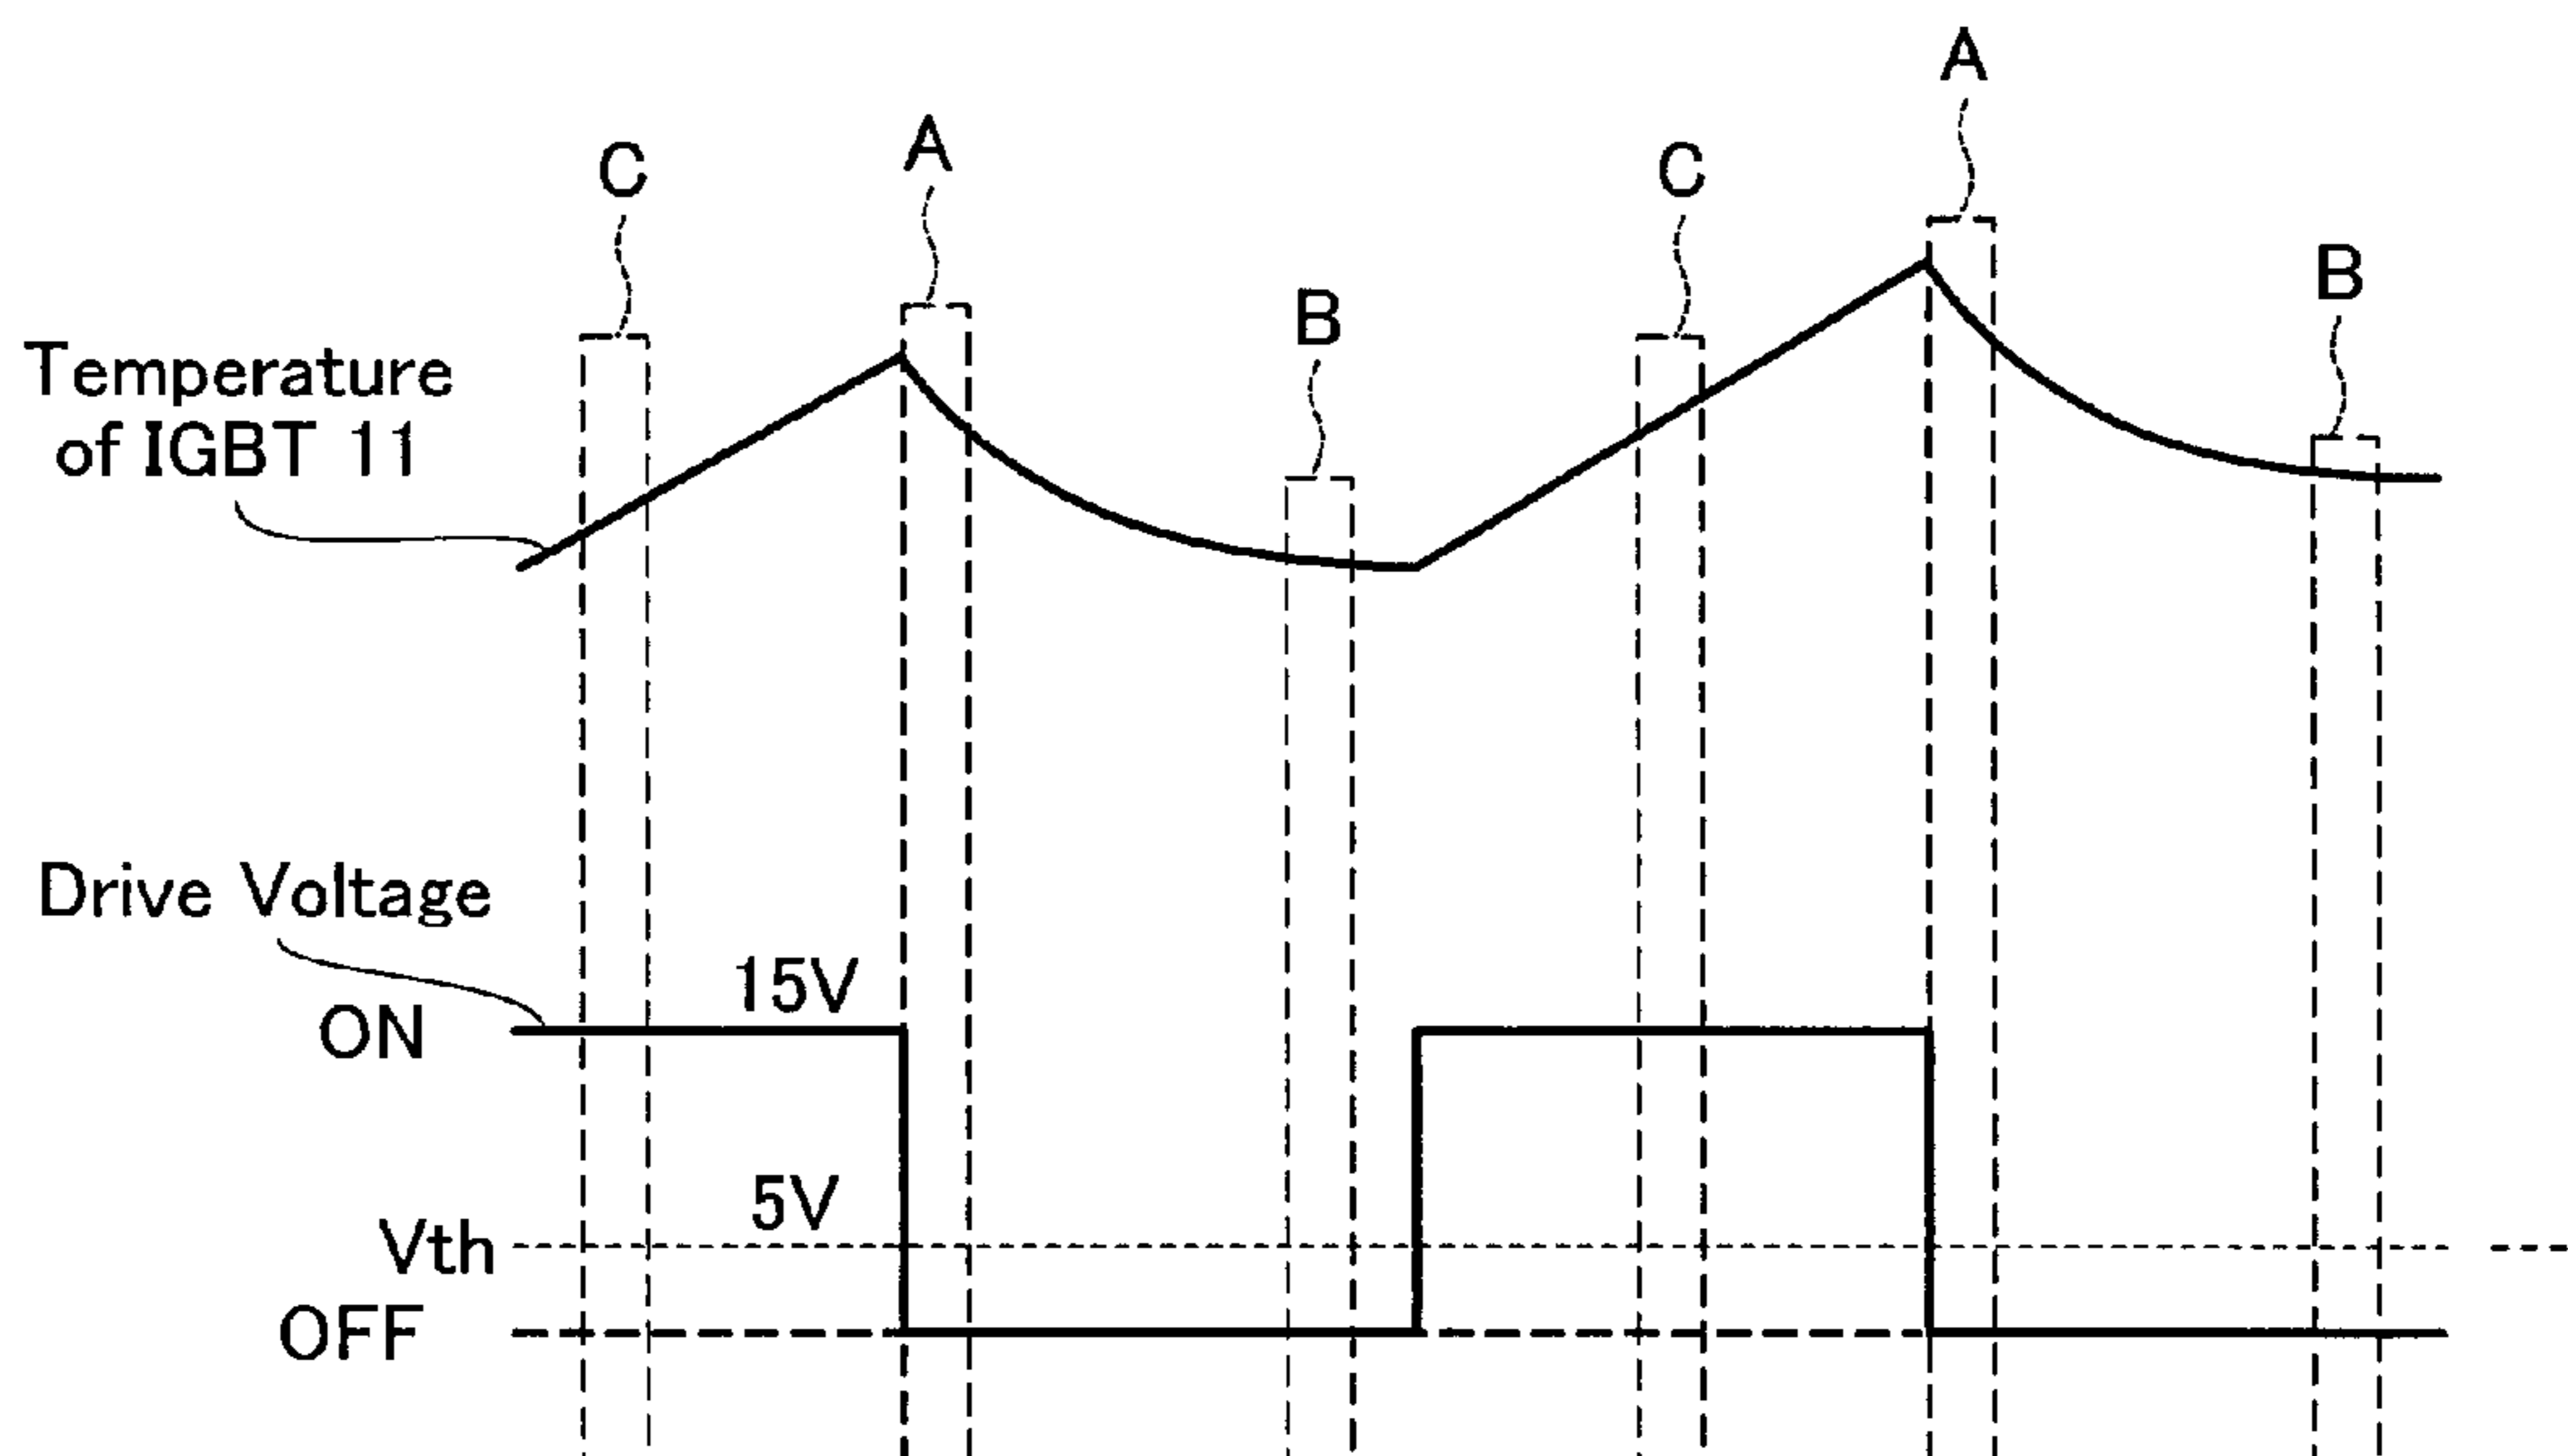 A
A
C
C
B
B
Temperature
of IGBT 11
Drive Voltage
15V
ON
5V
Vth
OFF